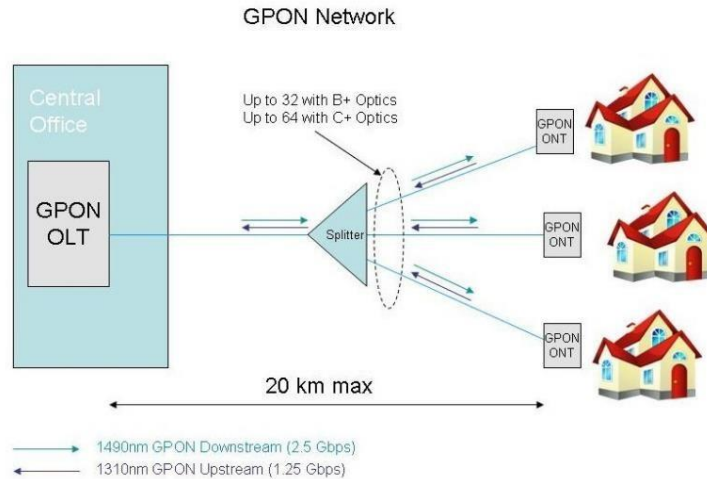 GPON Network
Central
Office
GPON
OLT
Up to 32 with B+ Optics
Up to 64 with C+ Optics
Splitter
GPON
ONT
GPON
ONT
GPON
ONT
20 km max
1490nm GPON Downstream (2.5 Gbps)
1310nm GPON Upstream (1.25 Gbps)